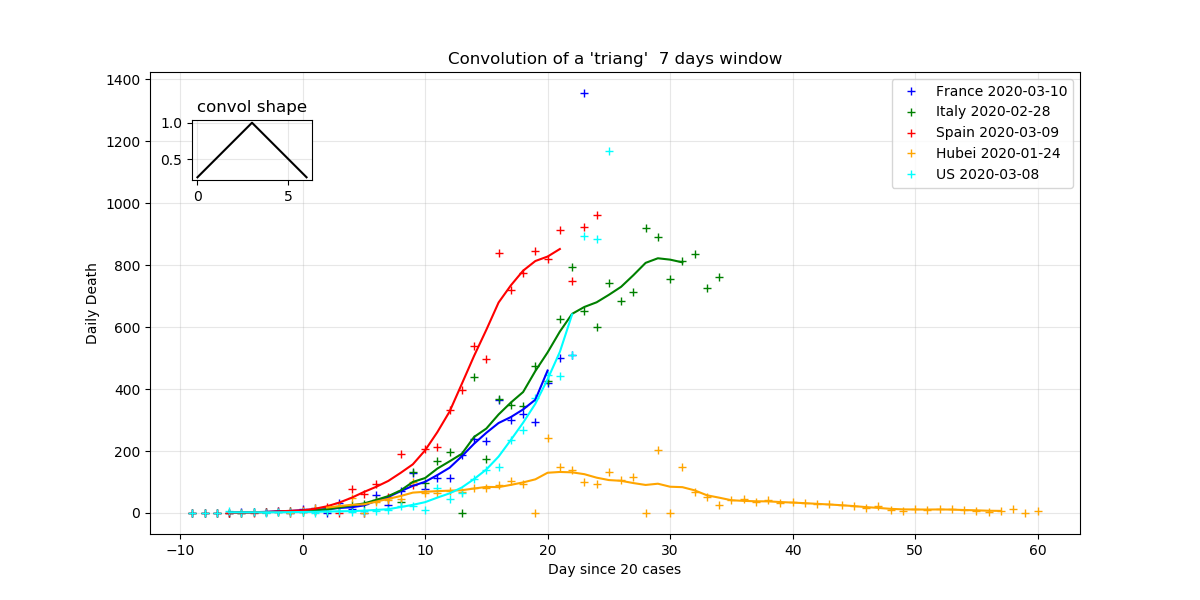 Convolution of a 'triang'  7 days window
1400
1200
1000
800
600
400
200
0
Daily Death
convol shape
1.0
0.5
0 5
France 2020-03-10
Italy 2020-02-28
Spain 2020-03-09
Hubei 2020-01-24
US 2020-03-08
−10 0 10 20 30 40 50 60
Day since 20 cases